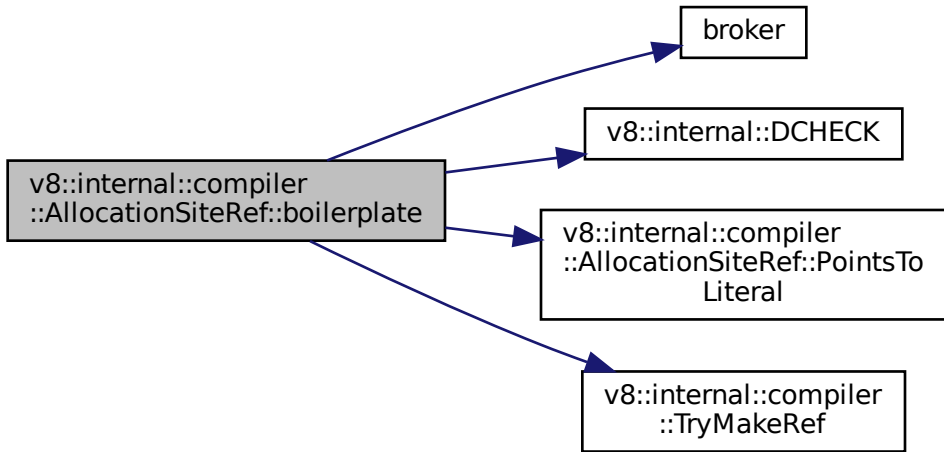 broker
v8::internal::DCHECK
v8::internal::compiler
::AllocationSiteRef::boilerplate
v8::internal::compiler
::AllocationSiteRef::PointsTo
Literal
v8::internal::compiler
::TryMakeRef